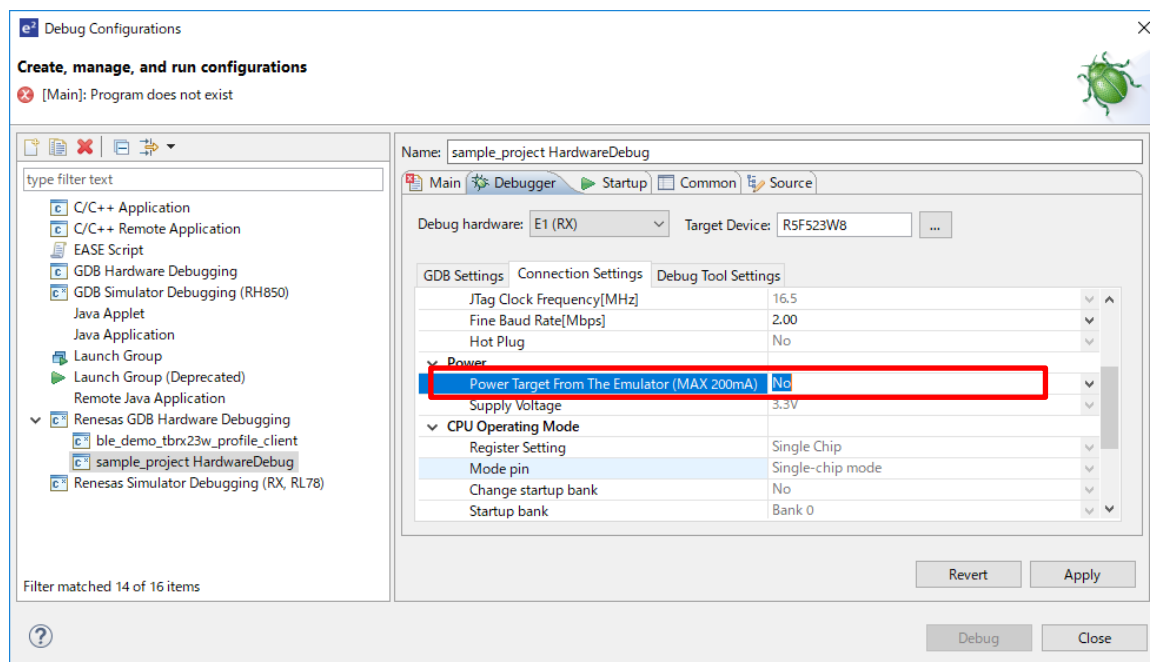 e² Debug Configurations
Create, manage, and run configurations
[Main]: Program does not exist
type filter text
C/C++ Application
C/C++ Remote Application
EASE Script
GDB Hardware Debugging
GDB Simulator Debugging (RH850)
Java Applet
Java Application
Launch Group
Launch Group (Deprecated)
Remote Java Application
Renesas GDB Hardware Debugging
ble_demo_tbrx23w_profile_client
sample_project HardwareDebug
Renesas Simulator Debugging (RX, RL78)
Filter matched 14 of 16 items
Name: sample_project HardwareDebug
Main Debugger Startup Common Source
Debug hardware: E1 (RX) Target Device: R5F523W8 ...
GDB Settings Connection Settings Debug Tool Settings
JTag Clock Frequency[MHz] 16.5
Fine Baud Rate[Mbps] 2.00
Hot Plug No
Power
Power Target From The Emulator (MAX 200mA) No
Supply Voltage 3.3V
CPU Operating Mode
Register Setting Single Chip
Mode pin Single-chip mode
Change startup bank No
Startup bank Bank 0
Revert Apply
? Debug Close